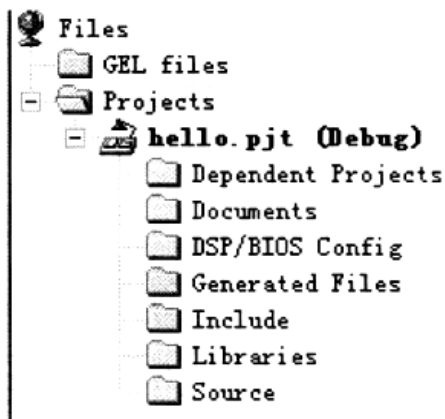 Files
GEL files
Projects
hello.pjt (Debug)
Dependent Projects
Documents
DSP/BIOS Config
Generated Files
Include
Libraries
Source